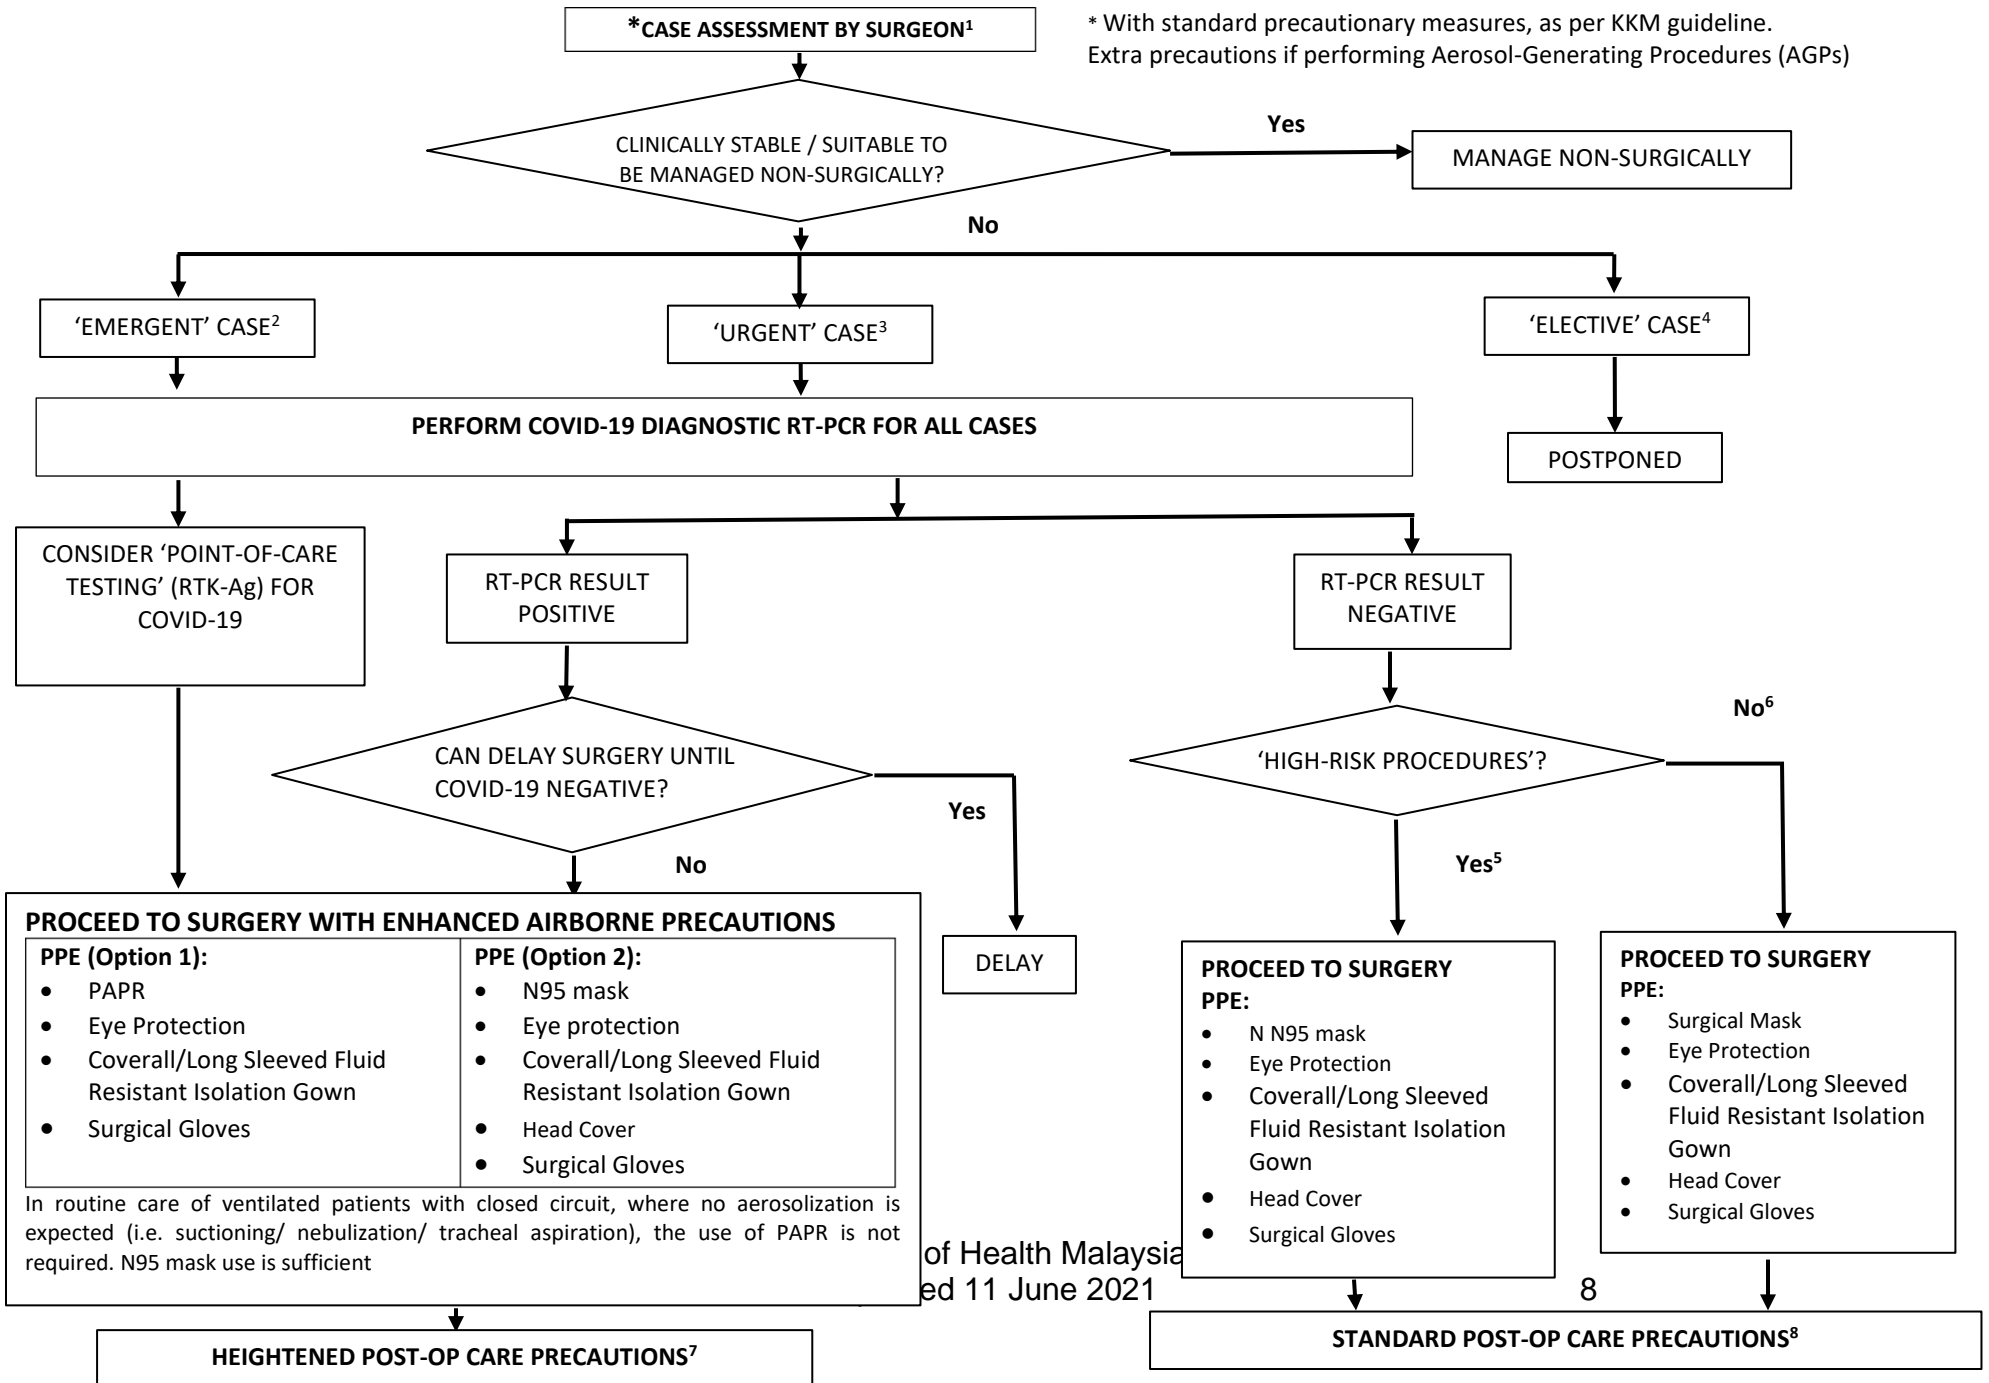 *CASE ASSESSMENT BY SURGEON1
* With standard precautionary measures, as per KKM guideline.
Extra precautions if performing Aerosol-Generating Procedures (AGPs)
CLINICALLY STABLE / SUITABLE TO
BE MANAGED NON-SURGICALLY?
Yes
MANAGE NON-SURGICALLY
No
‘EMERGENT’ CASE2
‘URGENT’ CASE3
‘ELECTIVE’ CASE4
PERFORM COVID-19 DIAGNOSTIC RT-PCR FOR ALL CASES
POSTPONED
CONSIDER ‘POINT-OF-CARE
TESTING’ (RTK-Ag) FOR
COVID-19
RT-PCR RESULT
POSITIVE
RT-PCR RESULT
NEGATIVE
CAN DELAY SURGERY UNTIL
COVID-19 NEGATIVE?
Yes
No
DELAY
‘HIGH-RISK PROCEDURES’?
No6
Yes5
PROCEED TO SURGERY WITH ENHANCED AIRBORNE PRECAUTIONS
PPE (Option 1):
• PAPR
• Eye Protection
• Coverall/Long Sleeved Fluid
Resistant Isolation Gown
• Surgical Gloves
PPE (Option 2):
• N95 mask
• Eye protection
• Coverall/Long Sleeved Fluid
Resistant Isolation Gown
• Head Cover
• Surgical Gloves
In routine care of ventilated patients with closed circuit, where no aerosolization is
expected (i.e. suctioning/ nebulization/ tracheal aspiration), the use of PAPR is not
required. N95 mask use is sufficient
PROCEED TO SURGERY
PPE:
• N N95 mask
• Eye Protection
• Coverall/Long Sleeved
Fluid Resistant Isolation
Gown
• Head Cover
• Surgical Gloves
PROCEED TO SURGERY
PPE:
• Surgical Mask
• Eye Protection
• Coverall/Long Sleeved
Fluid Resistant Isolation
Gown
• Head Cover
• Surgical Gloves
of Health Malaysia
ed 11 June 2021
8
HEIGHTENED POST-OP CARE PRECAUTIONS7
STANDARD POST-OP CARE PRECAUTIONS8